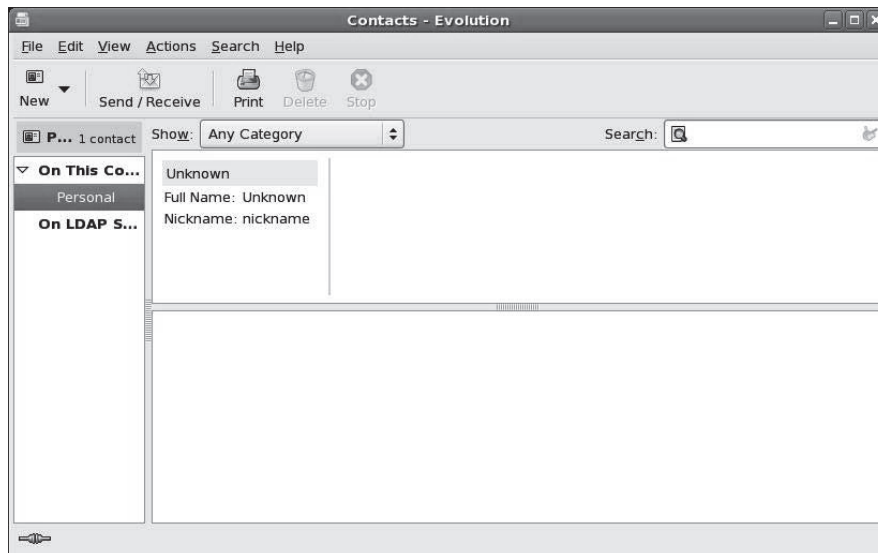 Contacts - Evolution
File Edit View Actions Search Help
New Send / Receive Print Delete Stop
P... 1 contact Show: Any Category Search:
On This Co...
Personal
On LDAP S...
Unknown
Full Name: Unknown
Nickname: nickname